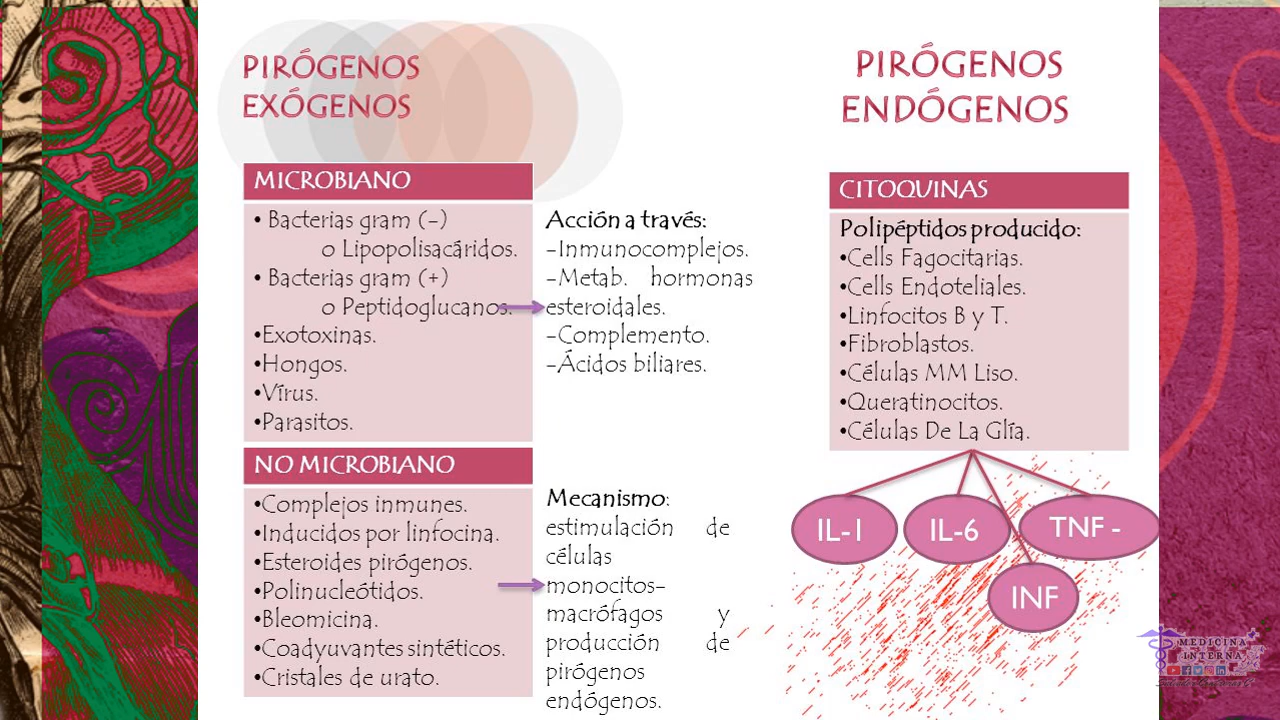 PIRÓGENOS
EXÓGENOS
MICROBIANO
• Bacterias gram (-)
o Lipopolisacáridos.
• Bacterias gram (+)
o Peptidoglucanos.
•Exotoxinas.
•Hongos.
•Vírus.
•Parasitos.
Acción a través:
-Inmunocomplejos.
-Metab. hormonas
esteroidales.
-Complemento.
-Ácidos biliares.
NO MICROBIANO
•Complejos inmunes.
•Inducidos por linfocina.
•Esteroides pirógenos.
•Polinucleótidos.
•Bleomicina.
•Coadyuvantes sintéticos.
•Cristales de urato.
Mecanismo:
estimulación de
células
monocitos-
macrófagos y
producción de
pirógenos
endógenos.
PIRÓGENOS
ENDÓGENOS
CITOQUINAS
Polipéptidos producido:
•Cells Fagocitarias.
•Cells Endoteliales.
•Linfocitos B y T.
•Fibroblastos.
•Células MM Liso.
•Queratinocitos.
•Células De La Glía.
IL-1
IL-6
TNF -
INF
MEDICINA
INTERNA